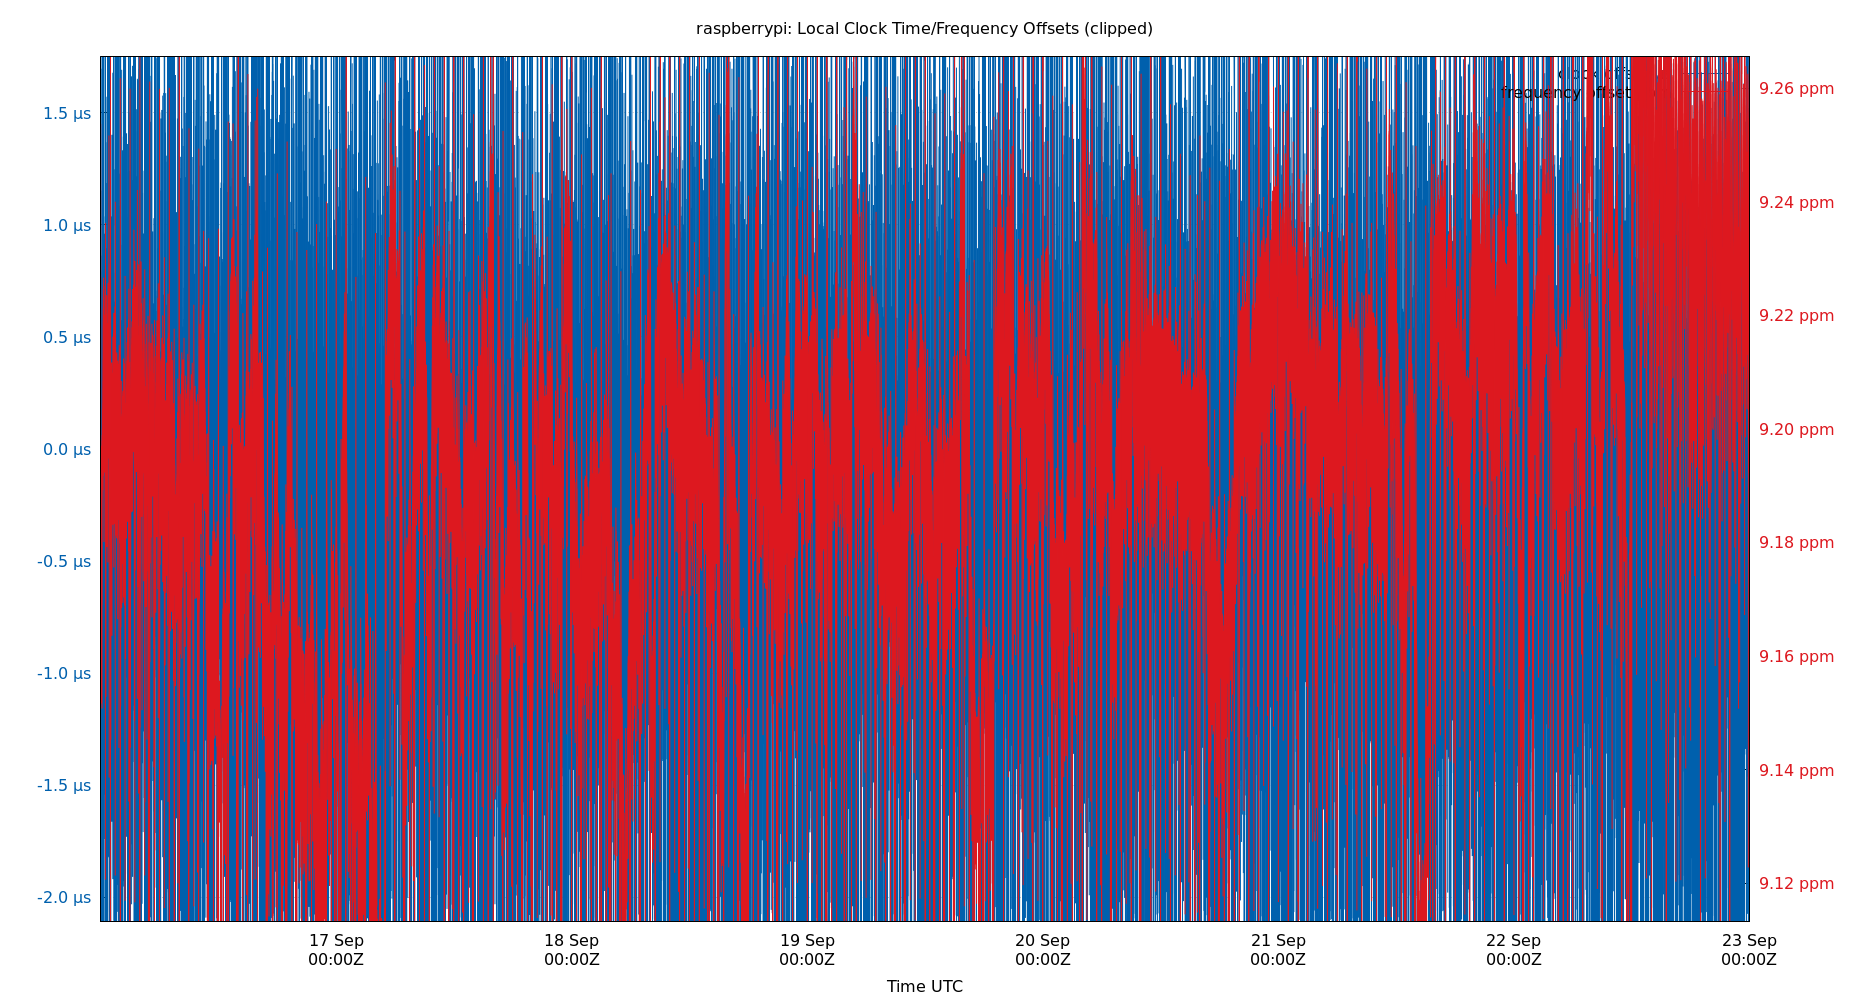 raspberrypi: Local Clock Time/Frequency Offsets (clipped)
clock offs
frequency offset
1.5 µs
1.0 µs
0.5 µs
0.0 µs
-0.5 µs
-1.0 µs
-1.5 µs
-2.0 µs
9.26 ppm
9.24 ppm
9.22 ppm
9.20 ppm
9.18 ppm
9.16 ppm
9.14 ppm
9.12 ppm
17 Sep 18 Sep 19 Sep 20 Sep 21 Sep 22 Sep 23 Sep
00:00Z 00:00Z 00:00Z 00:00Z 00:00Z 00:00Z 00:00Z
Time UTC